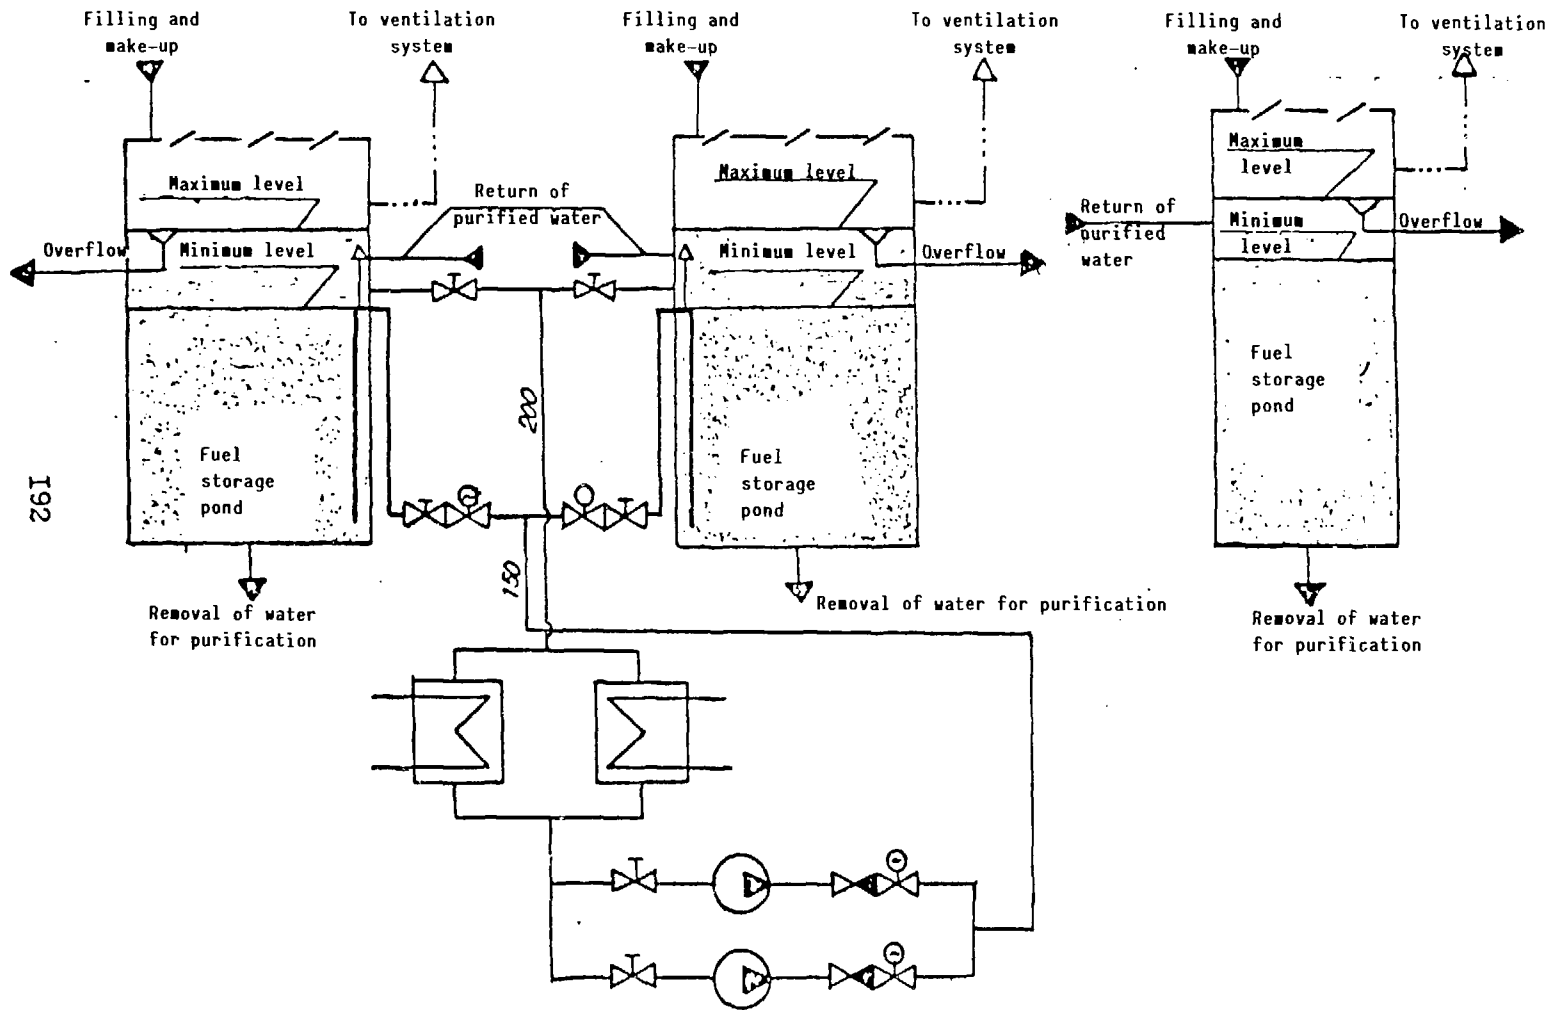 Filling and
make-up
To ventilation
system
Filling and
make-up
To ventilation
system
Filling and
make-up
To ventilation
system
Maximum level
Overflow
Minimum level
Fuel
storage
pond
Removal of water
for purification
Return of
purified water
Maximum level
Minimum level
Overflow
Fuel
storage
pond
Removal of water for purification
Return of
purified
water
Maximum
level
Minimum
level
Overflow
Fuel
storage
pond
Removal of water
for purification
200
150
192